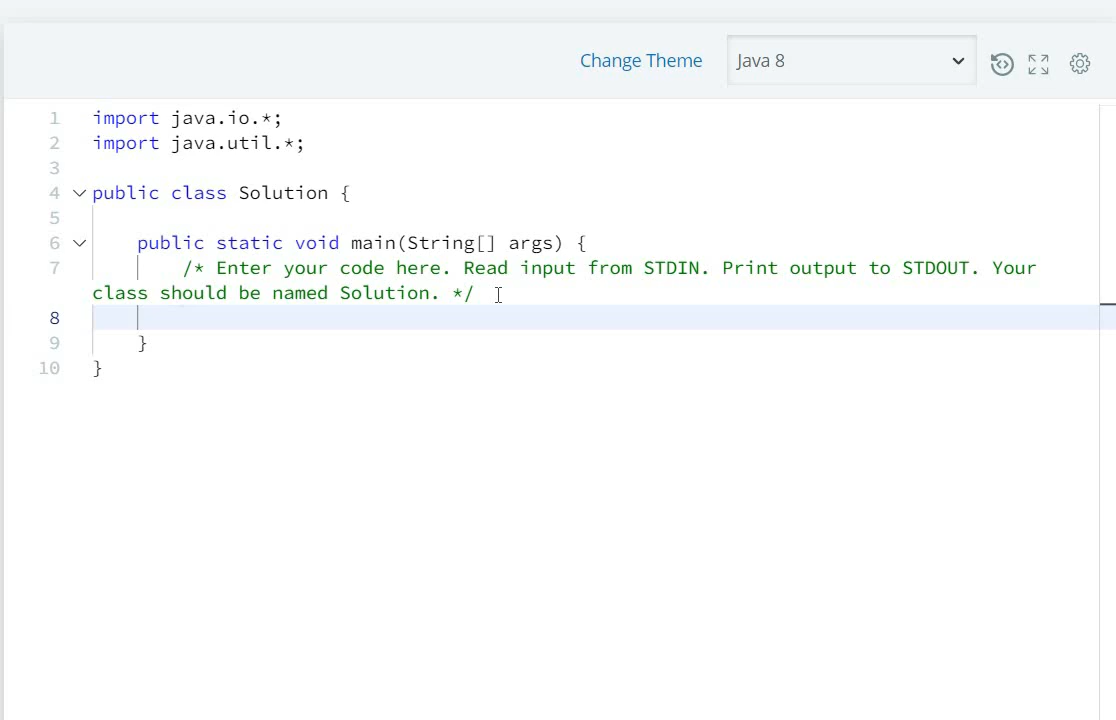 Change Theme Java 8
1 import java.io.*;
2 import java.util.*;
3
4 public class Solution {
5
6 public static void main(String[] args) {
7 /* Enter your code here. Read input from STDIN. Print output to STDOUT. Your
class should be named Solution. */
8
9 }
10 }